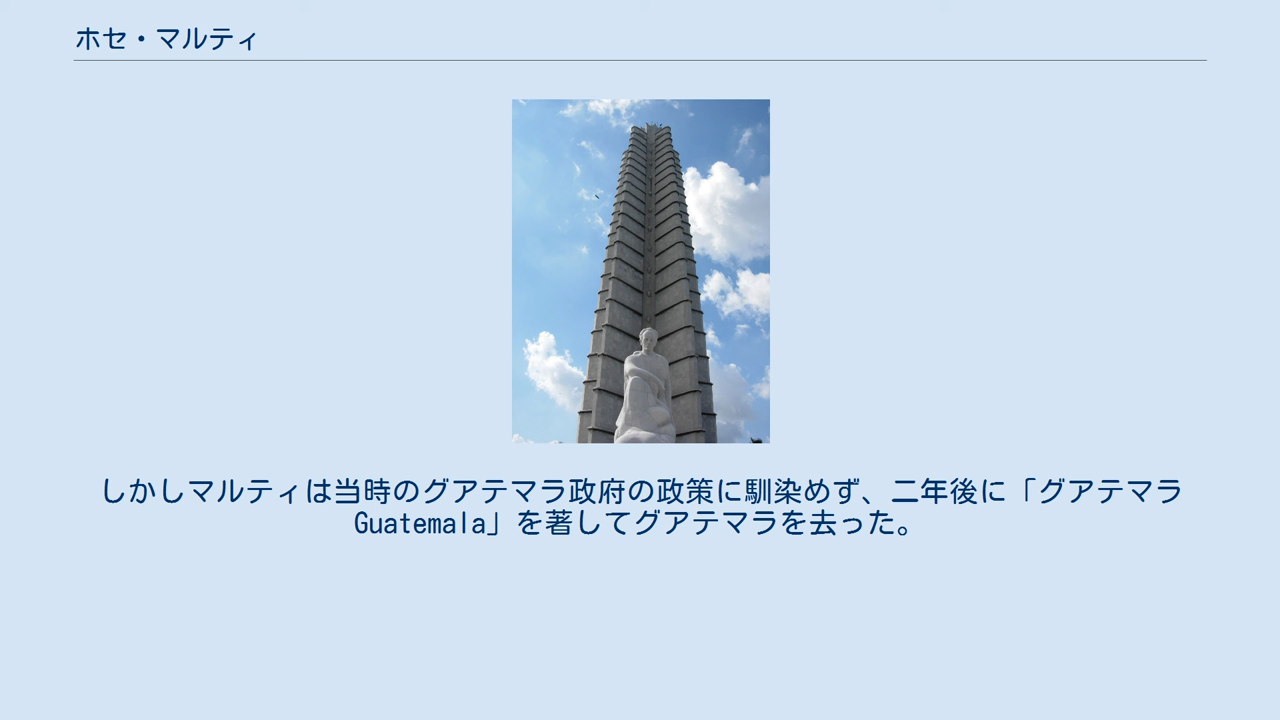 ホセ・マルティ
しかしマルティは当時のグアテマラ政府の政策に馴染めず、二年後に「グアテマラ
Guatemala」を著してグアテマラを去った。